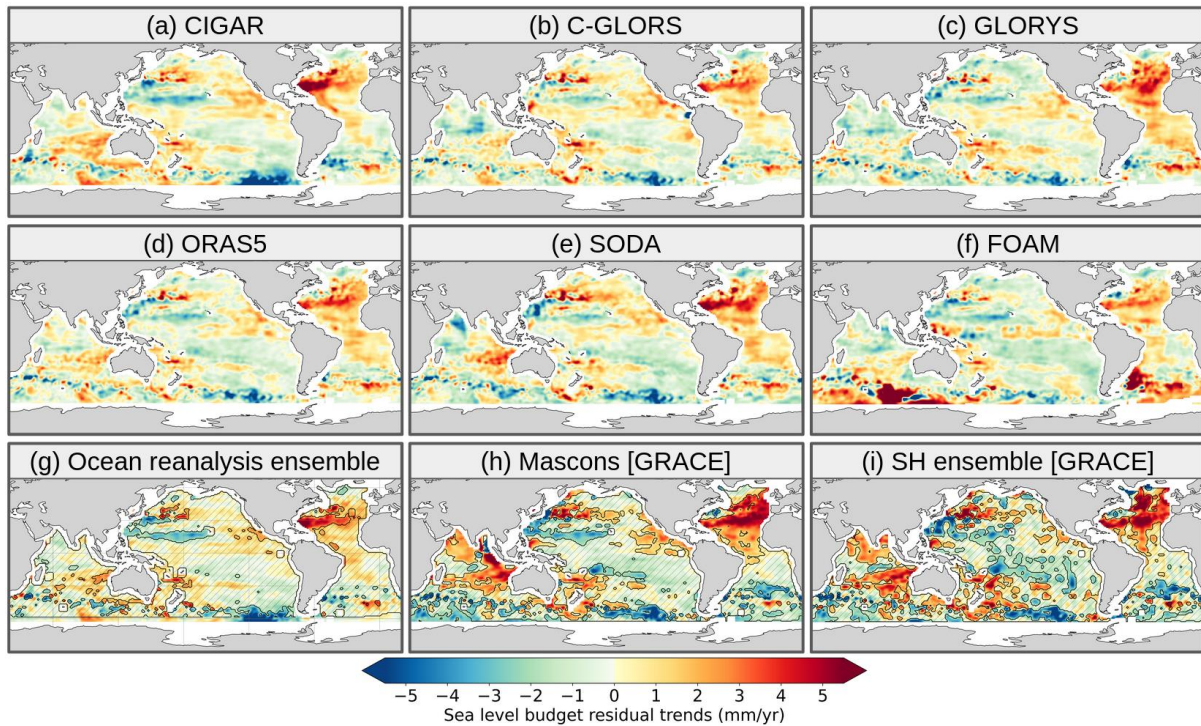 (a) CIGAR
(b) C-GLORS
(c) GLORYS
(d) ORAS5
(e) SODA
(f) FOAM
(g) Ocean reanalysis ensemble
(h) Mascons [GRACE]
(i) SH ensemble [GRACE]
−5 −4 −3 −2 −1 0 1 2 3 4 5
Sea level budget residual trends (mm/yr)